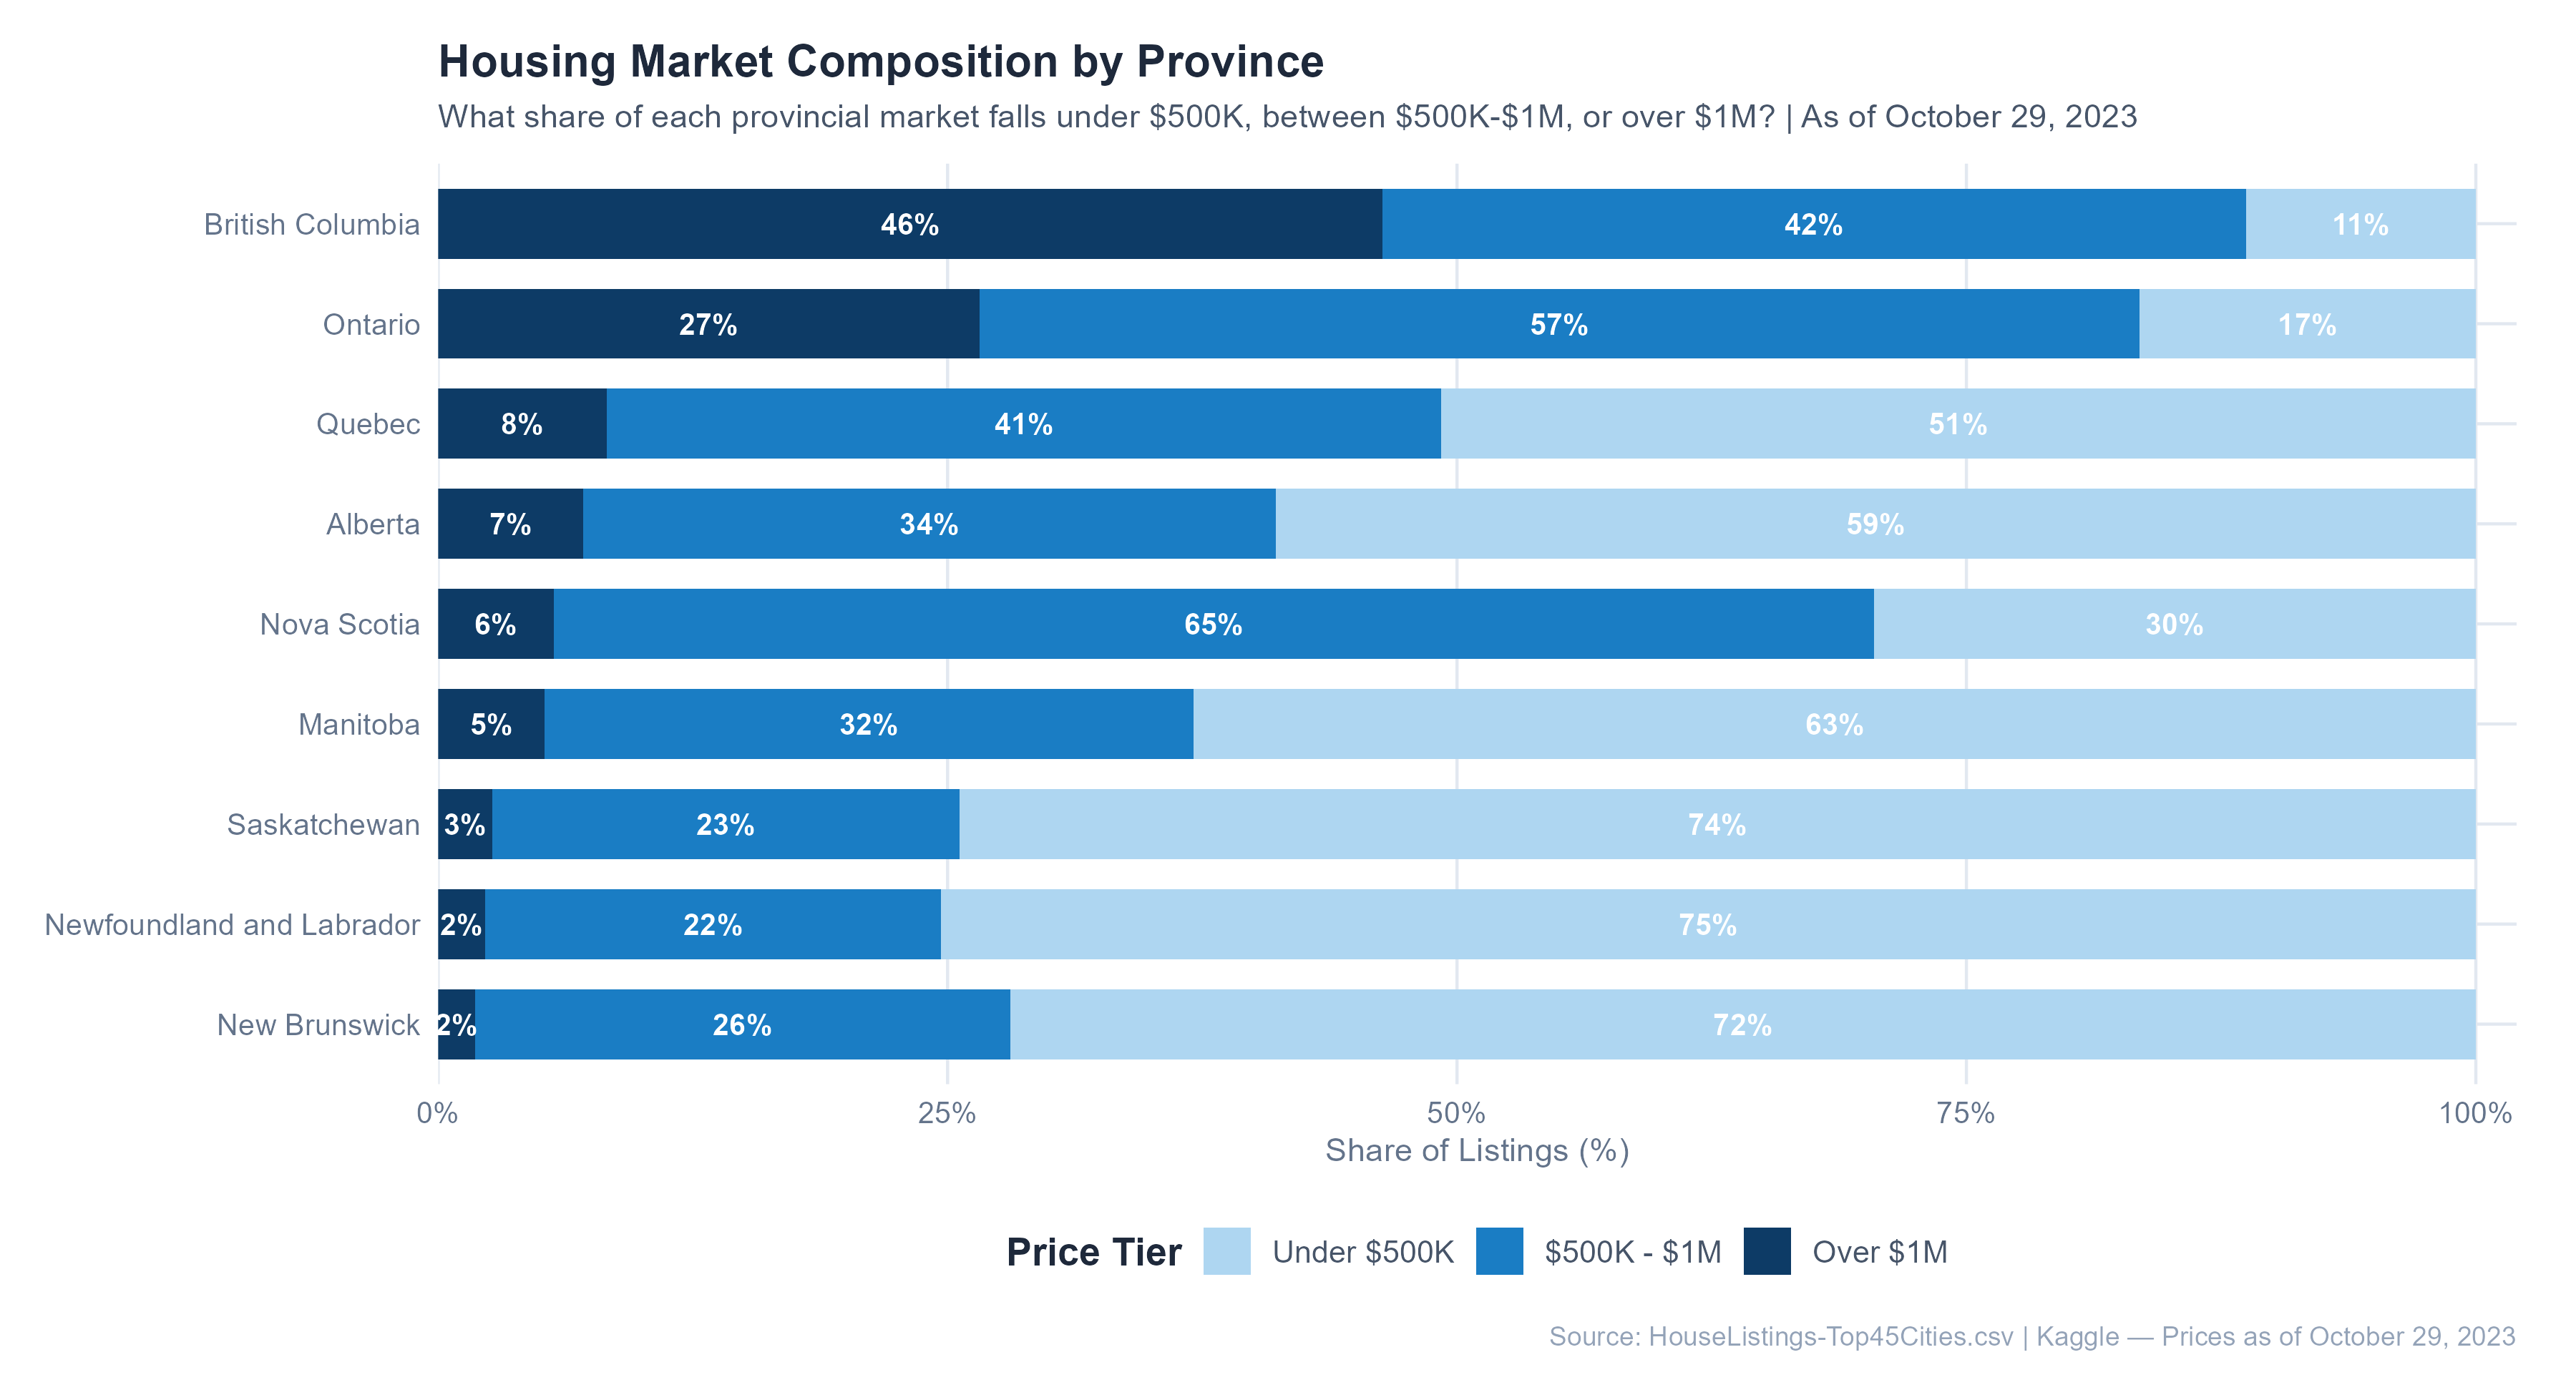 Housing Market Composition by Province
What share of each provincial market falls under $500K, between $500K-$1M, or over $1M? | As of October 29, 2023
British Columbia 46% 42% 11%
Ontario 27% 57% 17%
Quebec 8% 41% 51%
Alberta 7% 34% 59%
Nova Scotia 6% 65% 30%
Manitoba 5% 32% 63%
Saskatchewan 3% 23% 74%
Newfoundland and Labrador 2% 22% 75%
New Brunswick 2% 26% 72%
0% 25% 50% 75% 100%
Share of Listings (%)
Price Tier Under $500K $500K - $1M Over $1M
Source: HouseListings-Top45Cities.csv | Kaggle — Prices as of October 29, 2023